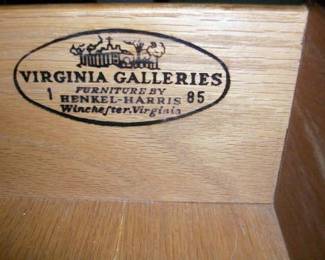 VIRGINIA GALLERIES
1 FURNITURE BY 85
HENKEL-HARRIS
Winchester, Virginia